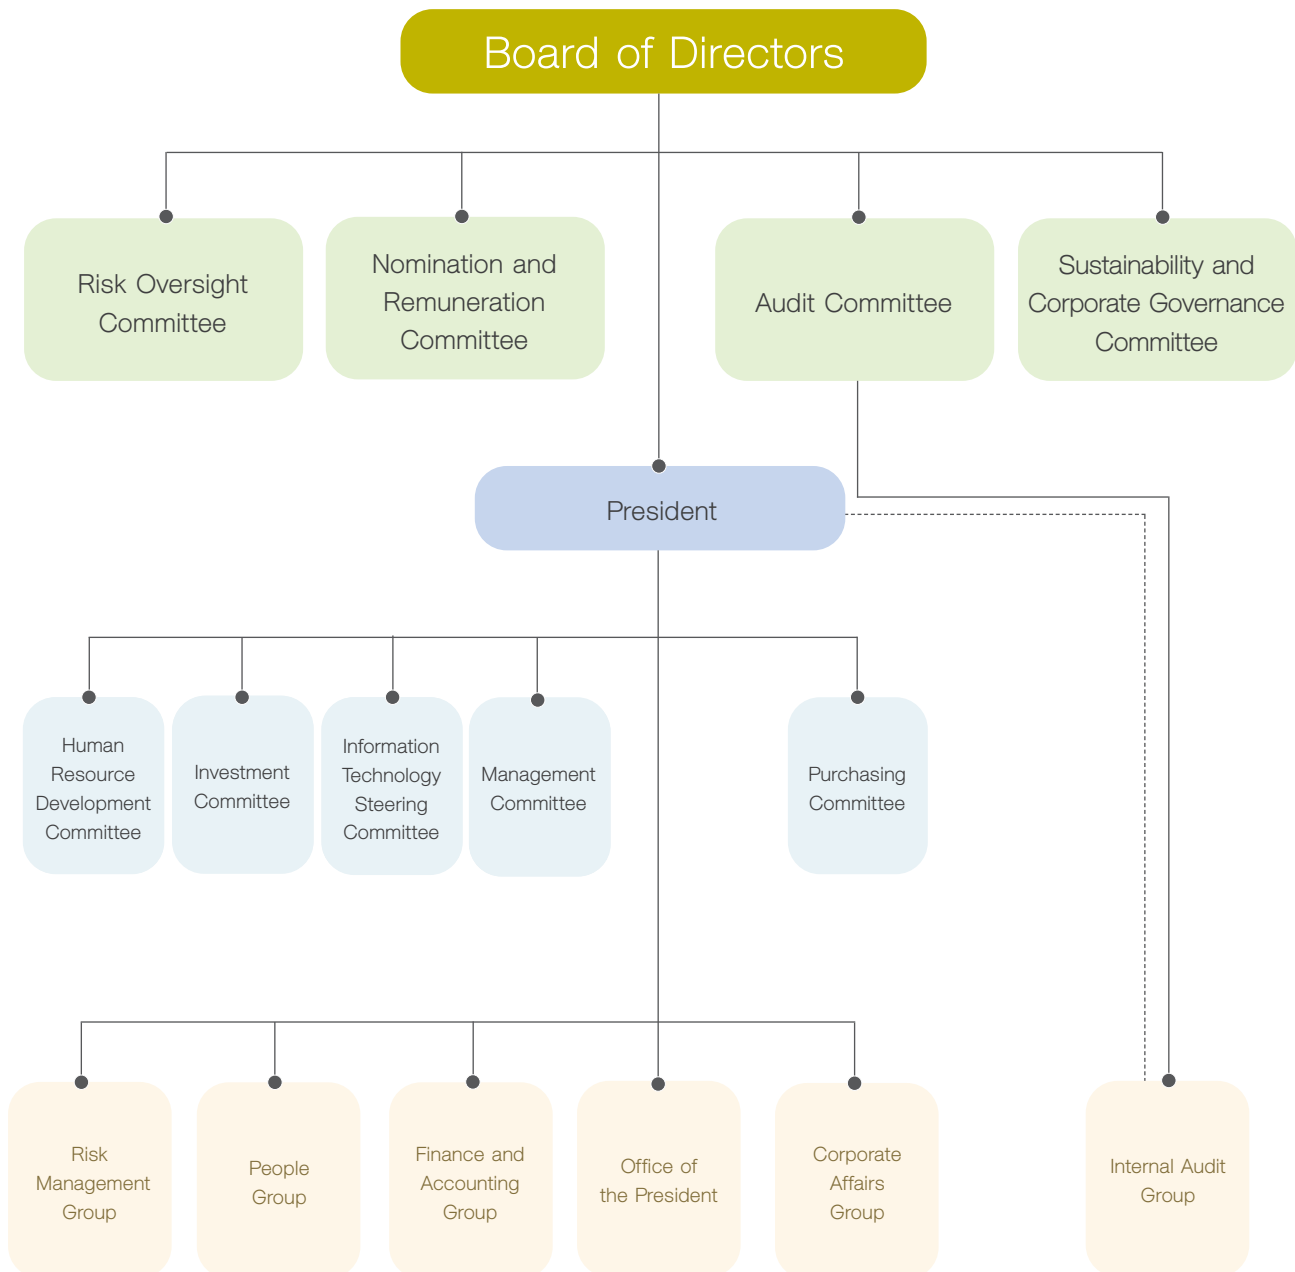 Board of Directors
Risk Oversight
Committee
Nomination and
Remuneration
Committee
Audit Committee
Sustainability and
Corporate Governance
Committee
President
Human
Resource
Development
Committee
Investment
Committee
Information
Technology
Steering
Committee
Management
Committee
Purchasing
Committee
Risk
Management
Group
People
Group
Finance and
Accounting
Group
Office of
the President
Corporate
Affairs
Group
Internal Audit
Group